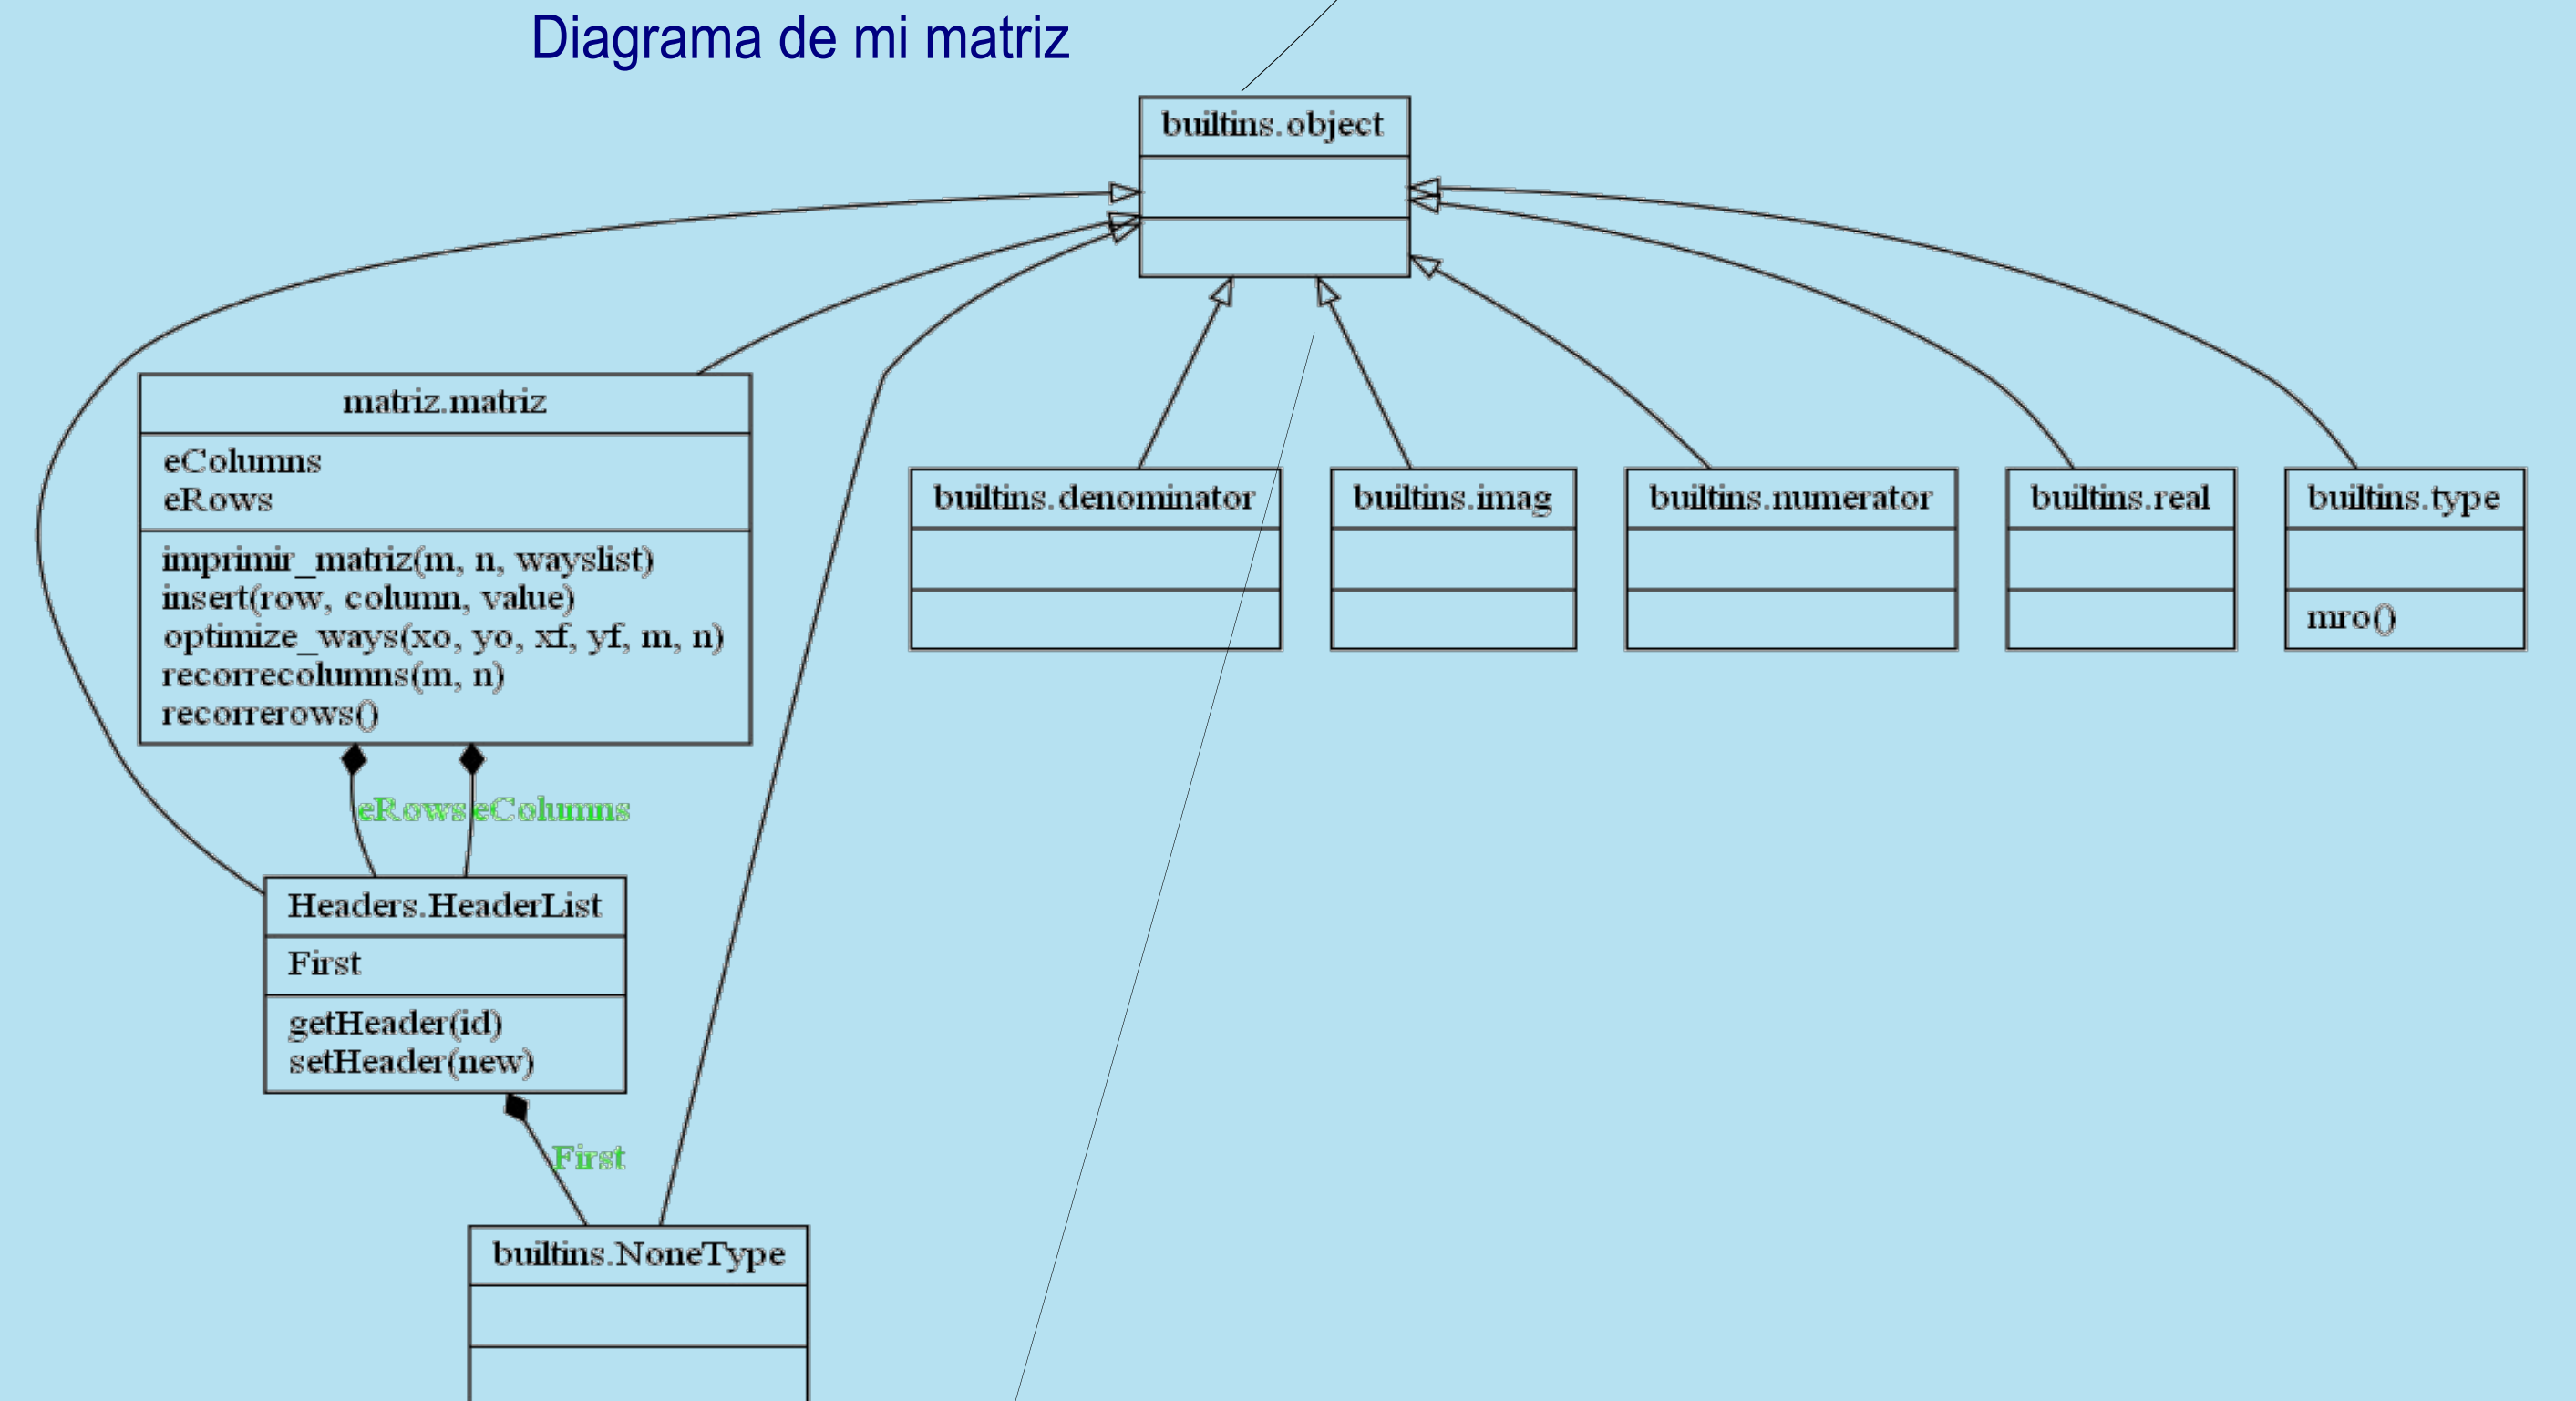 Diagrama de mi matriz
builtins.object
matriz.matriz
eColumns
eRows
imprimir_matriz(m, n, wayslist)
insert(row, column, value)
optimize_ways(xo, yo, xf, yf, m, n)
recorrecolumns(m, n)
recorrerows()
builtins.denominator
builtins.imag
builtins.numerator
builtins.real
builtins.type
mro()
eRows
eColumns
Headers.HeaderList
First
getHeader(id)
setHeader(new)
First
builtins.NoneType